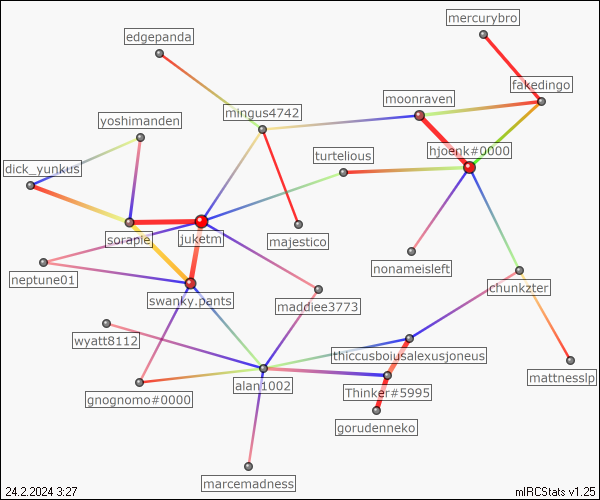 mercurybro
edgepanda
fakedingo
moonraven
mingus4742
yoshimanden
hjoenk#0000
turtelious
dick_yunkus
sorapie
juketm
majestico
nonameisleft
neptune01
chunkzter
swanky.pants
maddiee3773
wyatt8112
thiccusboiusalexusjoneus
mattnesslp
alan1002
Thinker#5995
gnognomo#0000
gorudenneko
marcemadness
24.2.2024 3:27
mIRCStats v1.25